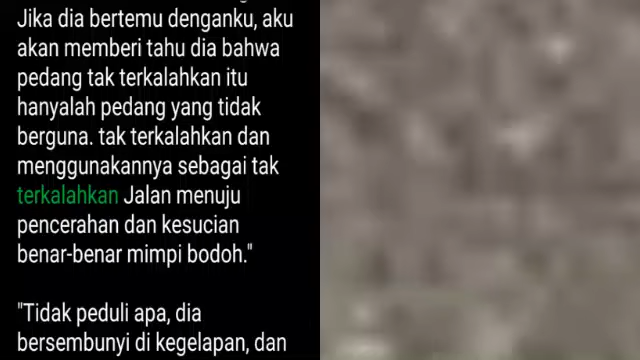 Jika dia bertemu denganku, aku
akan memberi tahu dia bahwa
pedang tak terkalahkan itu
hanyalah pedang yang tidak
berguna. tak terkalahkan dan
menggunakannya sebagai tak
terkalahkan Jalan menuju
pencerahan dan kesucian
benar-benar mimpi bodoh."
"Tidak peduli apa, dia
bersembunyi di kegelapan, dan